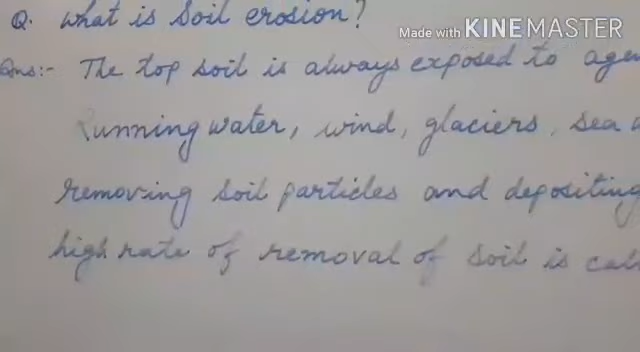 Q. What is Soil erosion?
Made with KINEMASTER
Ans:- The top soil is always exposed to
Running water, wind, glaciers, sea
removing soil particles and depositing
high rate of removal of soil is